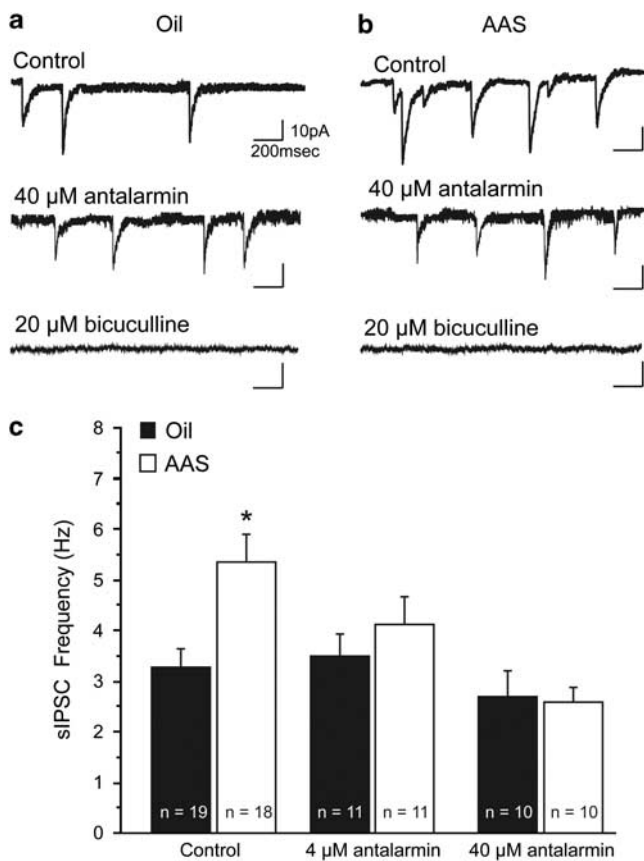 a
Oil
Control
10pA
200msec
40 µM antalarmin
20 µM bicuculline
b
AAS
Control
40 µM antalarmin
20 µM bicuculline
c
8
7
6
5
4
3
2
1
0
sIPSC Frequency (Hz)
Oil
AAS
*
n = 19
n = 18
n = 11
n = 11
n = 10
n = 10
Control
4 µM antalarmin
40 µM antalarmin